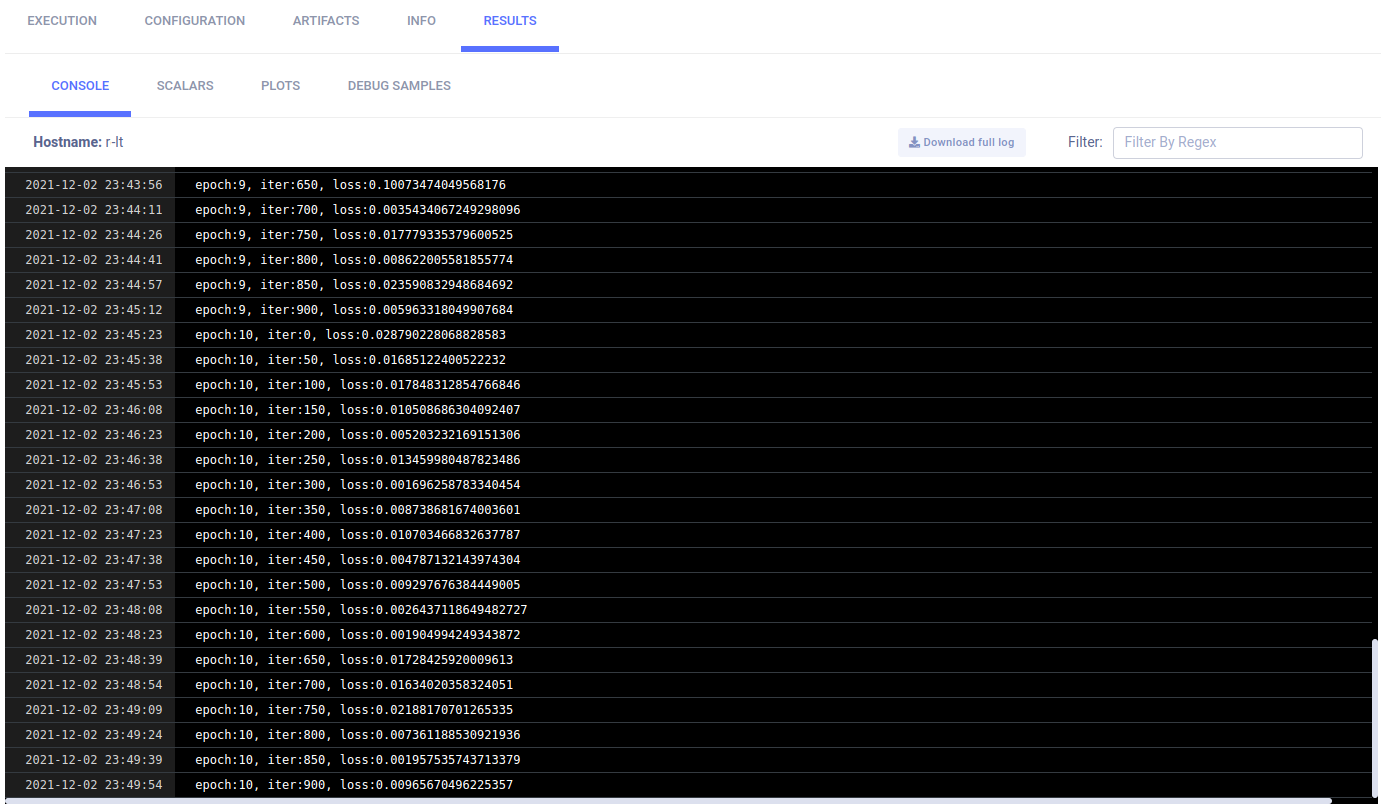 EXECUTION CONFIGURATION ARTIFACTS INFO RESULTS
CONSOLE SCALARS PLOTS DEBUG SAMPLES
Hostname: r-lt Download full log Filter: Filter By Regex
2021-12-02 23:43:56 epoch:9, iter:650, loss:0.10073474049568176
2021-12-02 23:44:11 epoch:9, iter:700, loss:0.0035434067249298096
2021-12-02 23:44:26 epoch:9, iter:750, loss:0.017779335379600525
2021-12-02 23:44:41 epoch:9, iter:800, loss:0.008622005581855774
2021-12-02 23:44:57 epoch:9, iter:850, loss:0.023590832948684692
2021-12-02 23:45:12 epoch:9, iter:900, loss:0.005963318049907684
2021-12-02 23:45:23 epoch:10, iter:0, loss:0.028790228068828583
2021-12-02 23:45:38 epoch:10, iter:50, loss:0.01685122400522232
2021-12-02 23:45:53 epoch:10, iter:100, loss:0.017848312854766846
2021-12-02 23:46:08 epoch:10, iter:150, loss:0.010508686304092407
2021-12-02 23:46:23 epoch:10, iter:200, loss:0.005203232169151306
2021-12-02 23:46:38 epoch:10, iter:250, loss:0.013459980487823486
2021-12-02 23:46:53 epoch:10, iter:300, loss:0.001696258783340454
2021-12-02 23:47:08 epoch:10, iter:350, loss:0.008738681674003601
2021-12-02 23:47:23 epoch:10, iter:400, loss:0.010703466832637787
2021-12-02 23:47:38 epoch:10, iter:450, loss:0.004787132143974304
2021-12-02 23:47:53 epoch:10, iter:500, loss:0.009297676384449005
2021-12-02 23:48:08 epoch:10, iter:550, loss:0.0026437118649482727
2021-12-02 23:48:23 epoch:10, iter:600, loss:0.001904994249343872
2021-12-02 23:48:39 epoch:10, iter:650, loss:0.01728425920009613
2021-12-02 23:48:54 epoch:10, iter:700, loss:0.01634020358324051
2021-12-02 23:49:09 epoch:10, iter:750, loss:0.02188170701265335
2021-12-02 23:49:24 epoch:10, iter:800, loss:0.007361188530921936
2021-12-02 23:49:39 epoch:10, iter:850, loss:0.001957535743713379
2021-12-02 23:49:54 epoch:10, iter:900, loss:0.00965670496225357